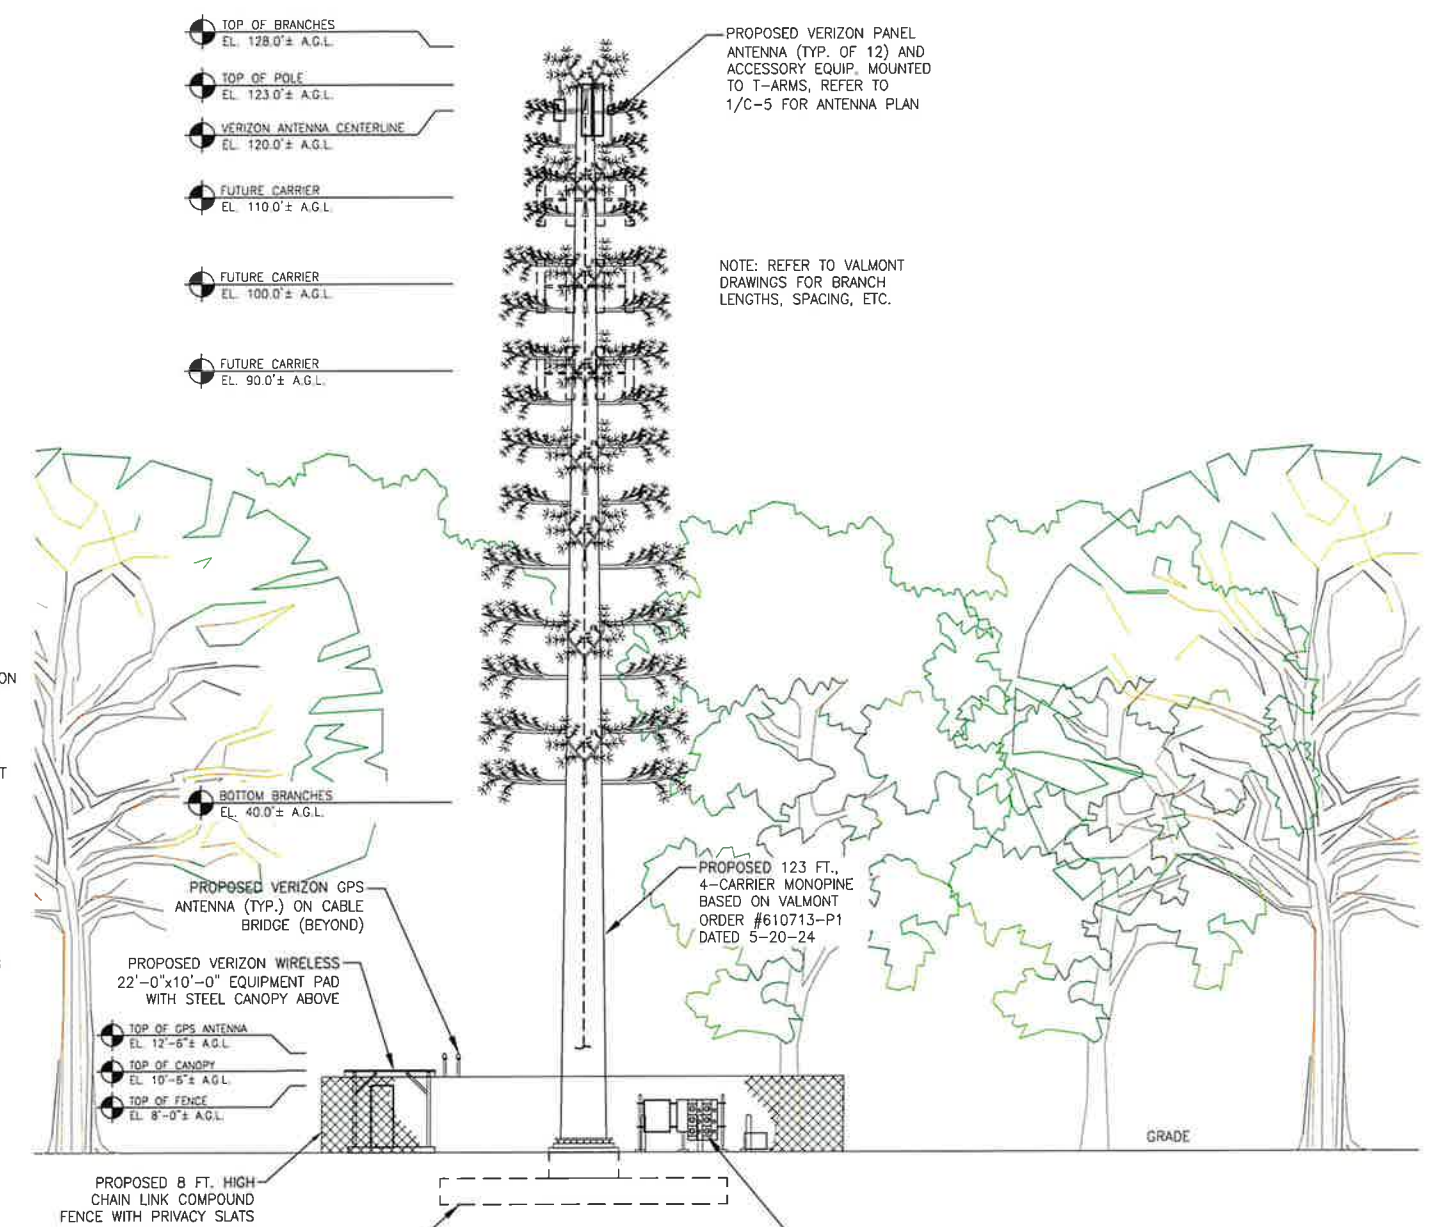 TOP OF BRANCHES
EL. 128.0'± A.G.L.
TOP OF POLE
EL. 123.0'± A.G.L.
VERIZON ANTENNA CENTERLINE
EL. 120.0'± A.G.L.
FUTURE CARRIER
EL. 110.0'± A.G.L.
FUTURE CARRIER
EL. 100.0'± A.G.L.
FUTURE CARRIER
EL. 90.0'± A.G.L.
PROPOSED VERIZON PANEL
ANTENNA (TYP. OF 12) AND
ACCESSORY EQUIP. MOUNTED
TO T-ARMS, REFER TO
1/C-5 FOR ANTENNA PLAN
NOTE: REFER TO VALMONT
DRAWINGS FOR BRANCH
LENGTHS, SPACING, ETC.
ON
T
BOTTOM BRANCHES
EL. 40.0'± A.G.L.
PROPOSED VERIZON GPS
ANTENNA (TYP.) ON CABLE
BRIDGE (BEYOND)
PROPOSED 123 FT.,
4-CARRIER MONOPINE
BASED ON VALMONT
ORDER #610713-P1
DATED 5-20-24
PROPOSED VERIZON WIRELESS
22'-0"x10'-0" EQUIPMENT PAD
WITH STEEL CANOPY ABOVE
TOP OF GPS ANTENNA
EL. 12'-6"± A.G.L.
TOP OF CANOPY
EL. 10'-6"± A.G.L.
TOP OF FENCE
EL. 8'-0"± A.G.L.
GRADE
PROPOSED 8 FT. HIGH
CHAIN LINK COMPOUND
FENCE WITH PRIVACY SLATS